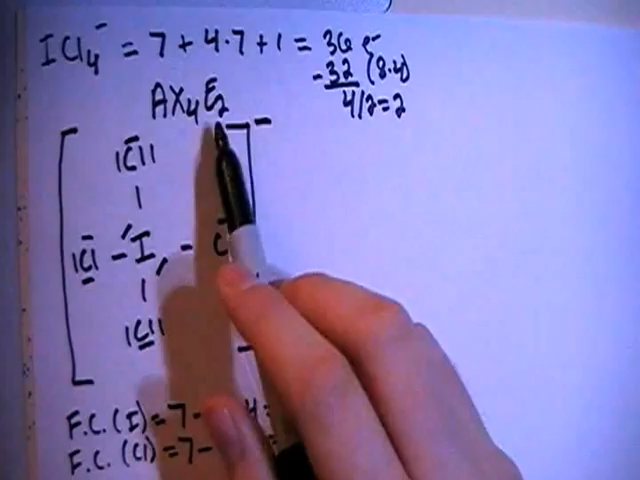 ICl₄⁻ = 7 + 4·7 + 1 = 36 e⁻
-32 (8·4)
4/2=2
AX₄E₂
Cl
Cl - I - C
Cl
F.C.(I)=7-
F.C.(Cl)=7-